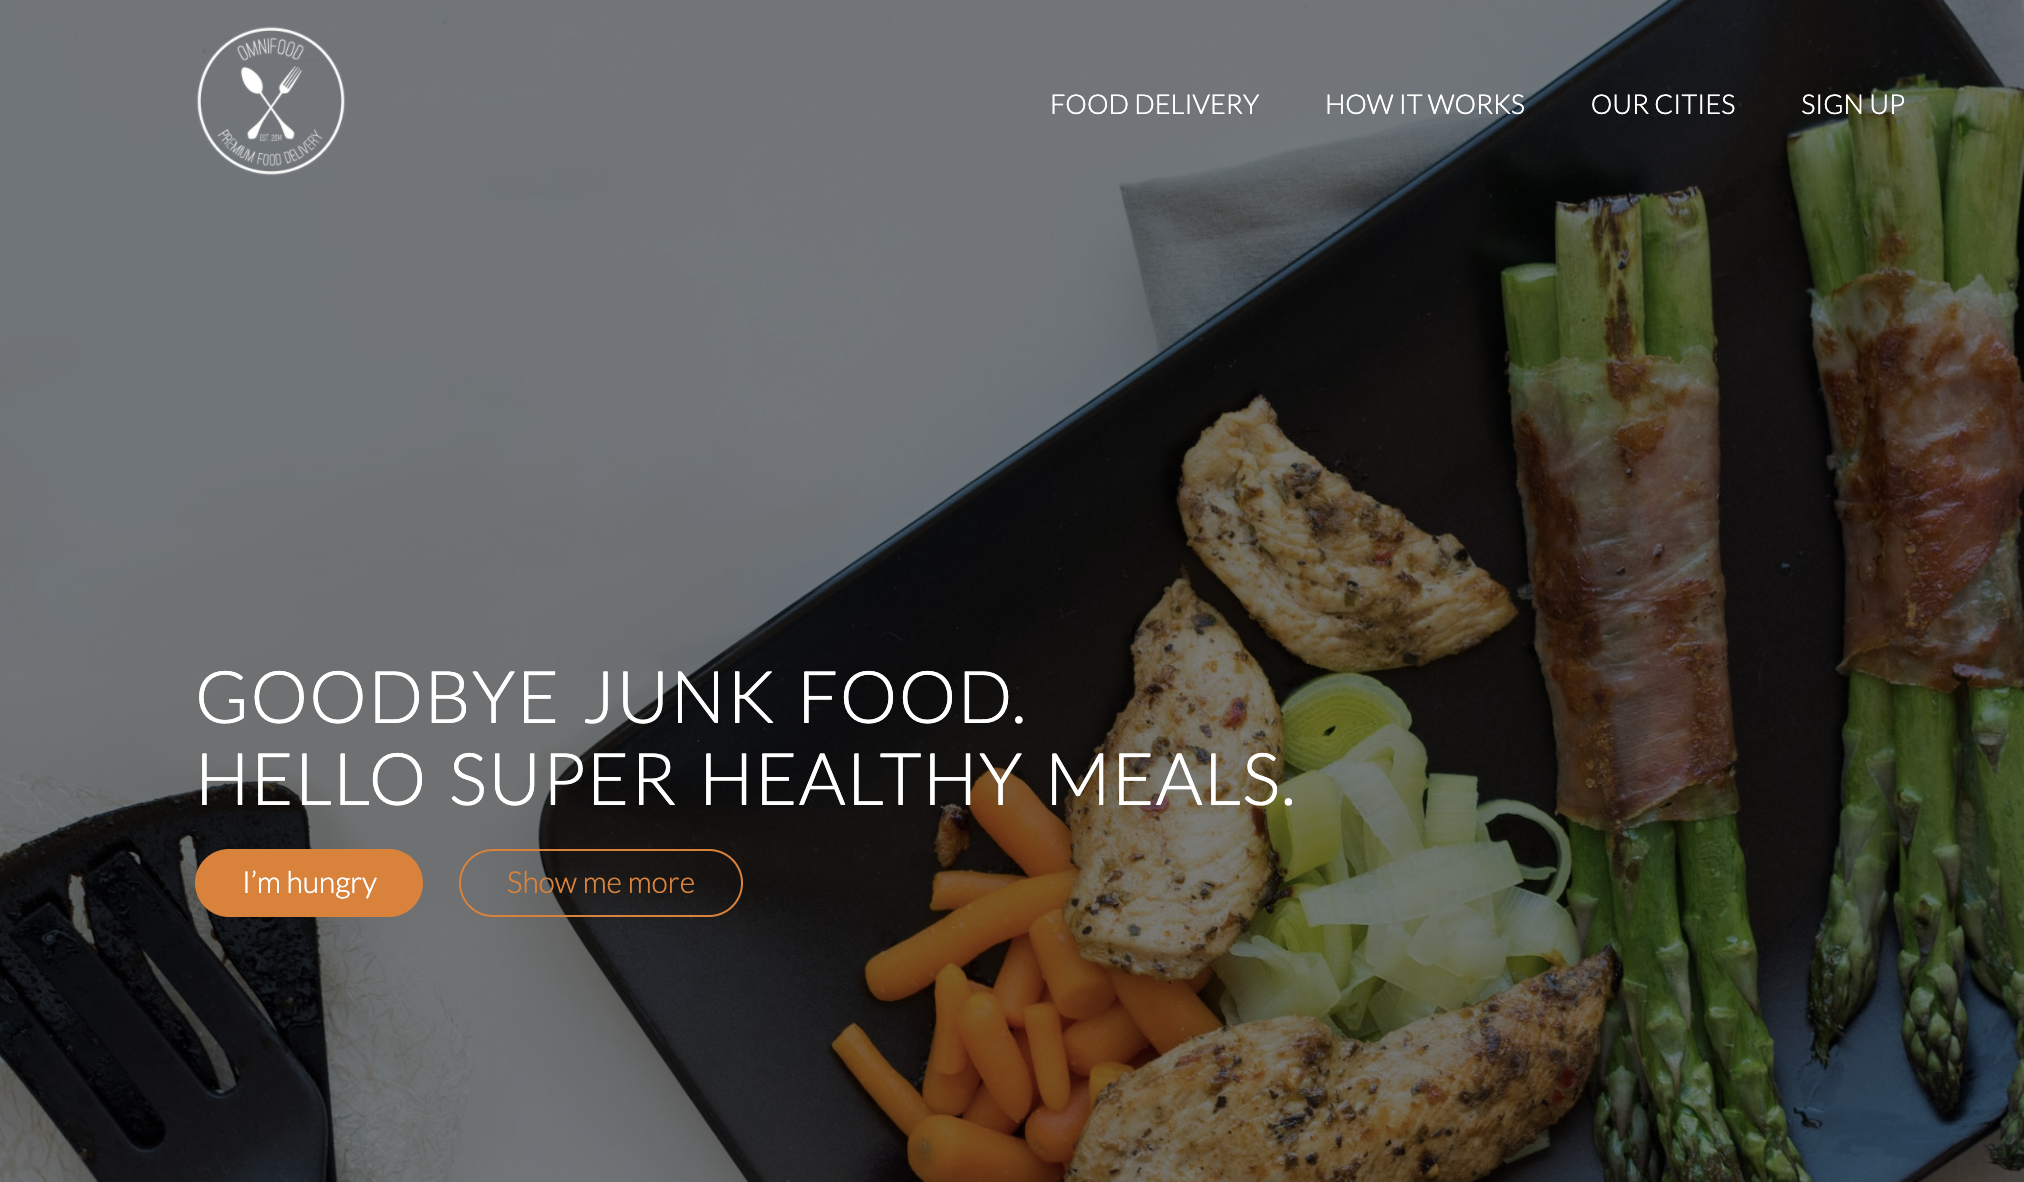 OMNIFOOD
EST. 2014
PREMIUM FOOD DELIVERY
FOOD DELIVERY
HOW IT WORKS
OUR CITIES
SIGN UP
GOODBYE JUNK FOOD.
HELLO SUPER HEALTHY MEALS.
I'm hungry
Show me more